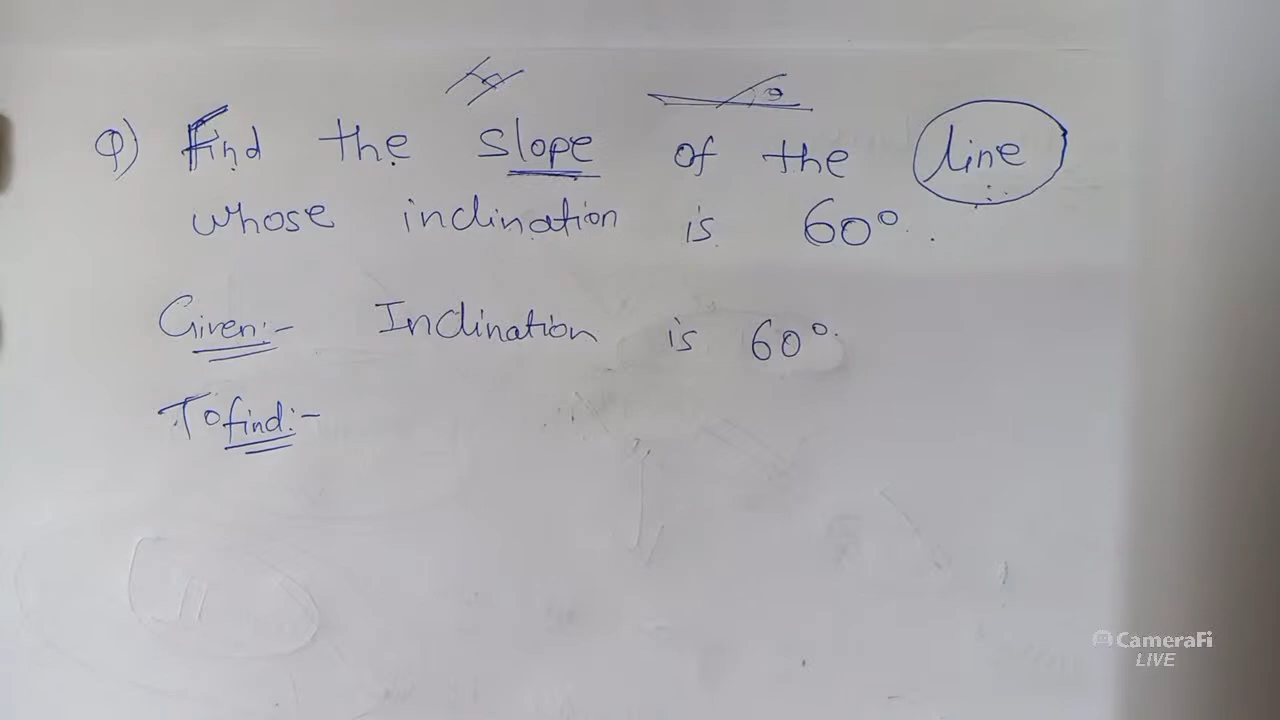 Q) Find the slope of the line
whose inclination is 60°.
Given:- Inclination is 60°.
To find:-
CameraFi
LIVE